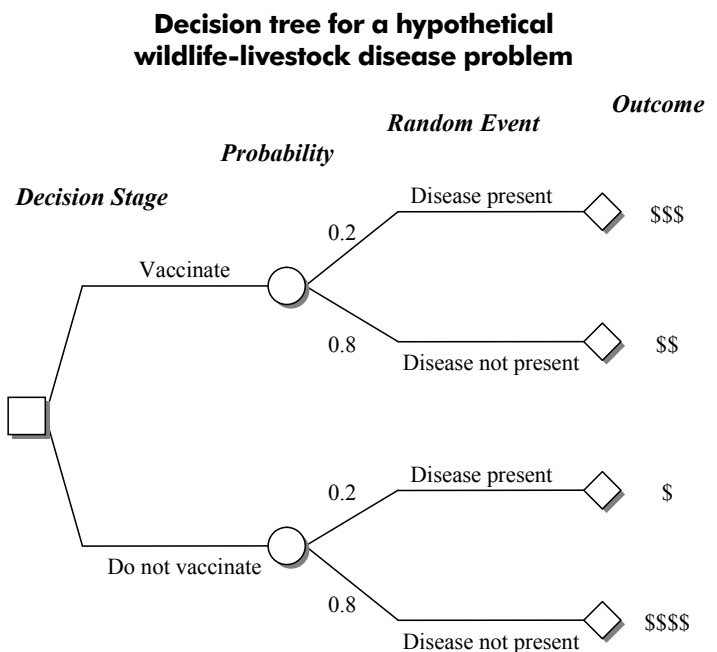 Decision tree for a hypothetical
wildlife-livestock disease problem
Outcome
Random Event
Probability
Decision Stage
Disease present
$$$
0.2
Vaccinate
0.8
$$
Disease not present
Disease present
0.2
$
Do not vaccinate
0.8
$$$$
Disease not present